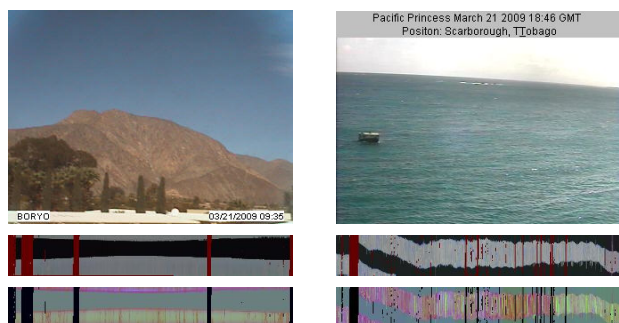 BORYO
03/21/2009 09:35
Pacific Princess March 21 2009 18:46 GMT
Positon: Scarborough, TTobago